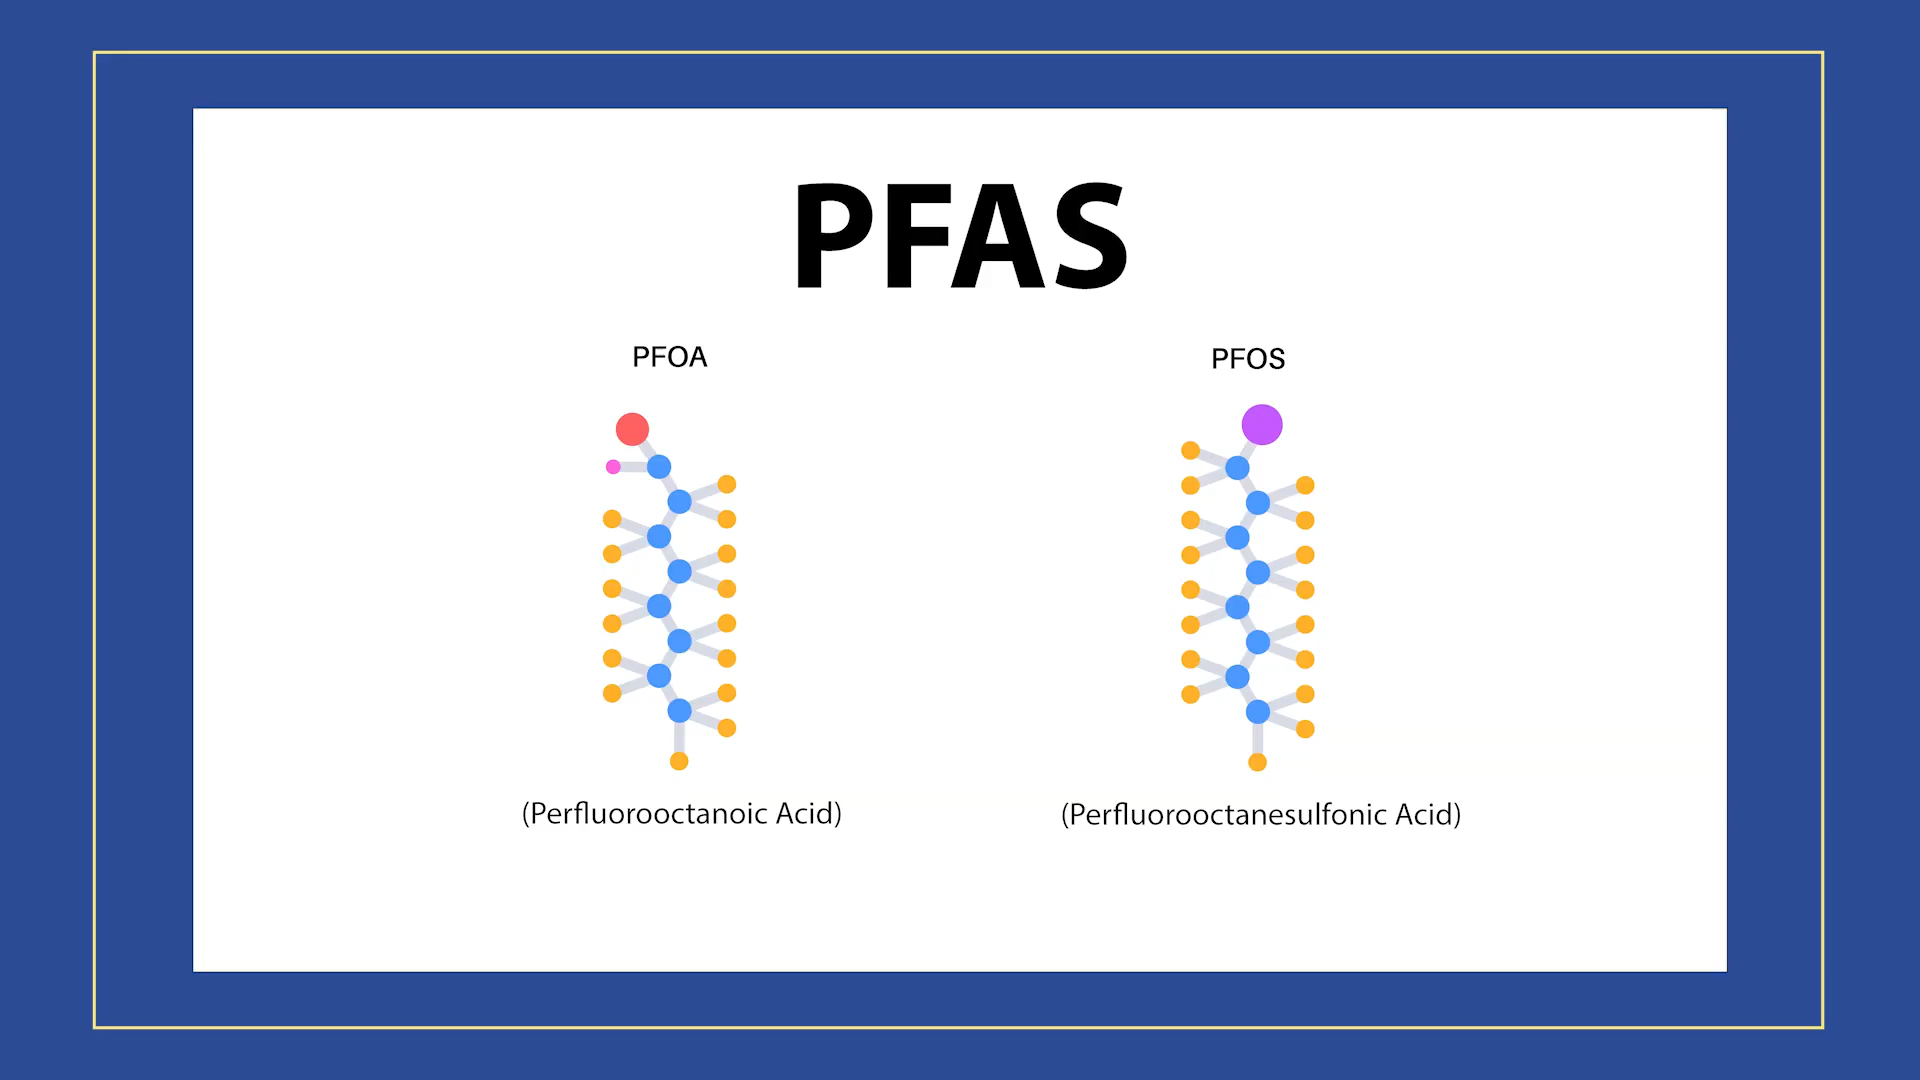 PFAS
PFOA
PFOS
(Perfluorooctanoic Acid)
(Perfluorooctanesulfonic Acid)